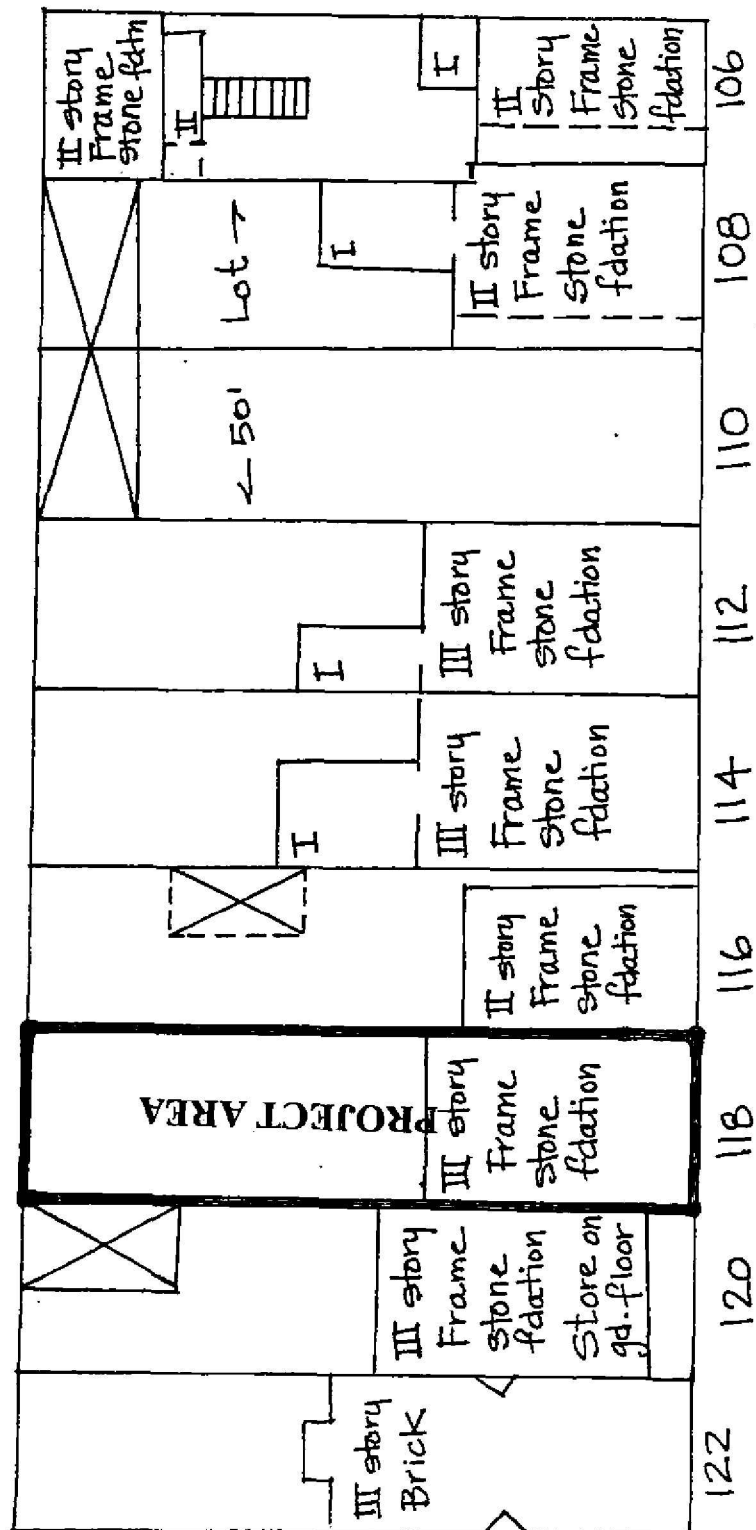 II story
Frame
stone fdtn
II
I
II
story
Frame
stone
fdation
106
Lot →
I
II story
Frame
stone
fdation
108
← 50'
110
I
III story
Frame
stone
fdation
112
I
III story
Frame
stone
fdation
114
II story
Frame
stone
fdation
116
PROJECT AREA
III story
Frame
stone
fdation
118
III story
Frame
stone
fdation
Store on
gd. floor
120
III story
Brick
122